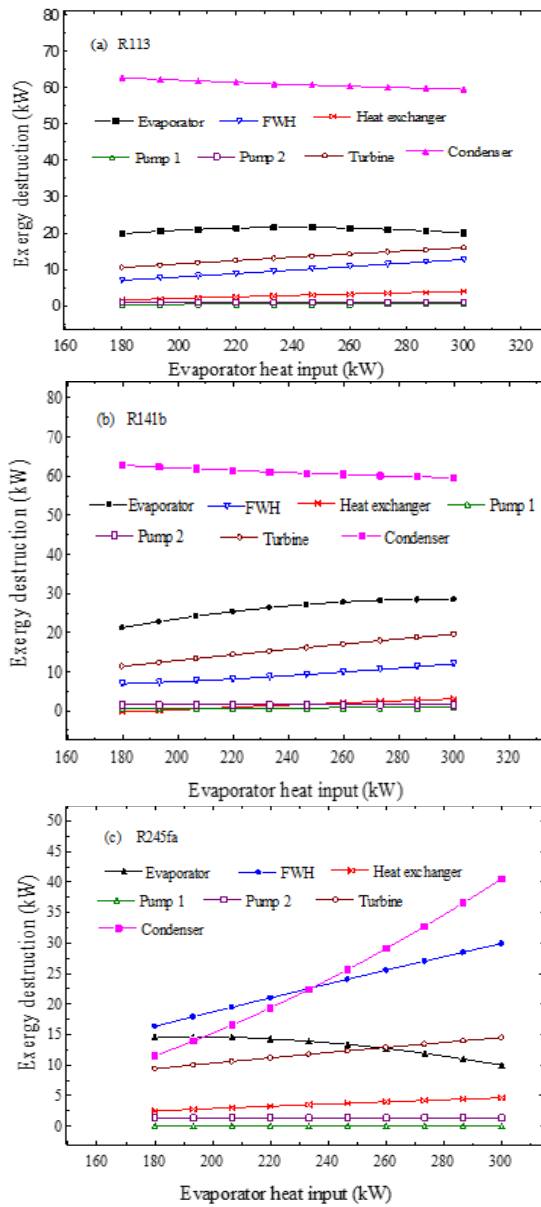 (a) R113
Exergy destruction (kW)
80
70
60
50
40
30
20
10
0
Evaporator FWH Heat exchanger
Pump 1 Pump 2 Turbine Condenser
160 180 200 220 240 260 280 300 320
Evaporator heat input (kW)
(b) R141b
Exergy destruction (kW)
80
70
60
50
40
30
20
10
0
Evaporator FWH Heat exchanger Pump 1
Pump 2 Turbine Condenser
160 180 200 220 240 260 280 300 320
Evaporator heat input (kW)
(c) R245fa
Exergy destruction (kW)
50
45
40
35
30
25
20
15
10
5
0
Evaporator FWH Heat exchanger
Pump 1 Pump 2 Turbine
Condenser
160 180 200 220 240 260 280 300
Evaporator heat input (kW)